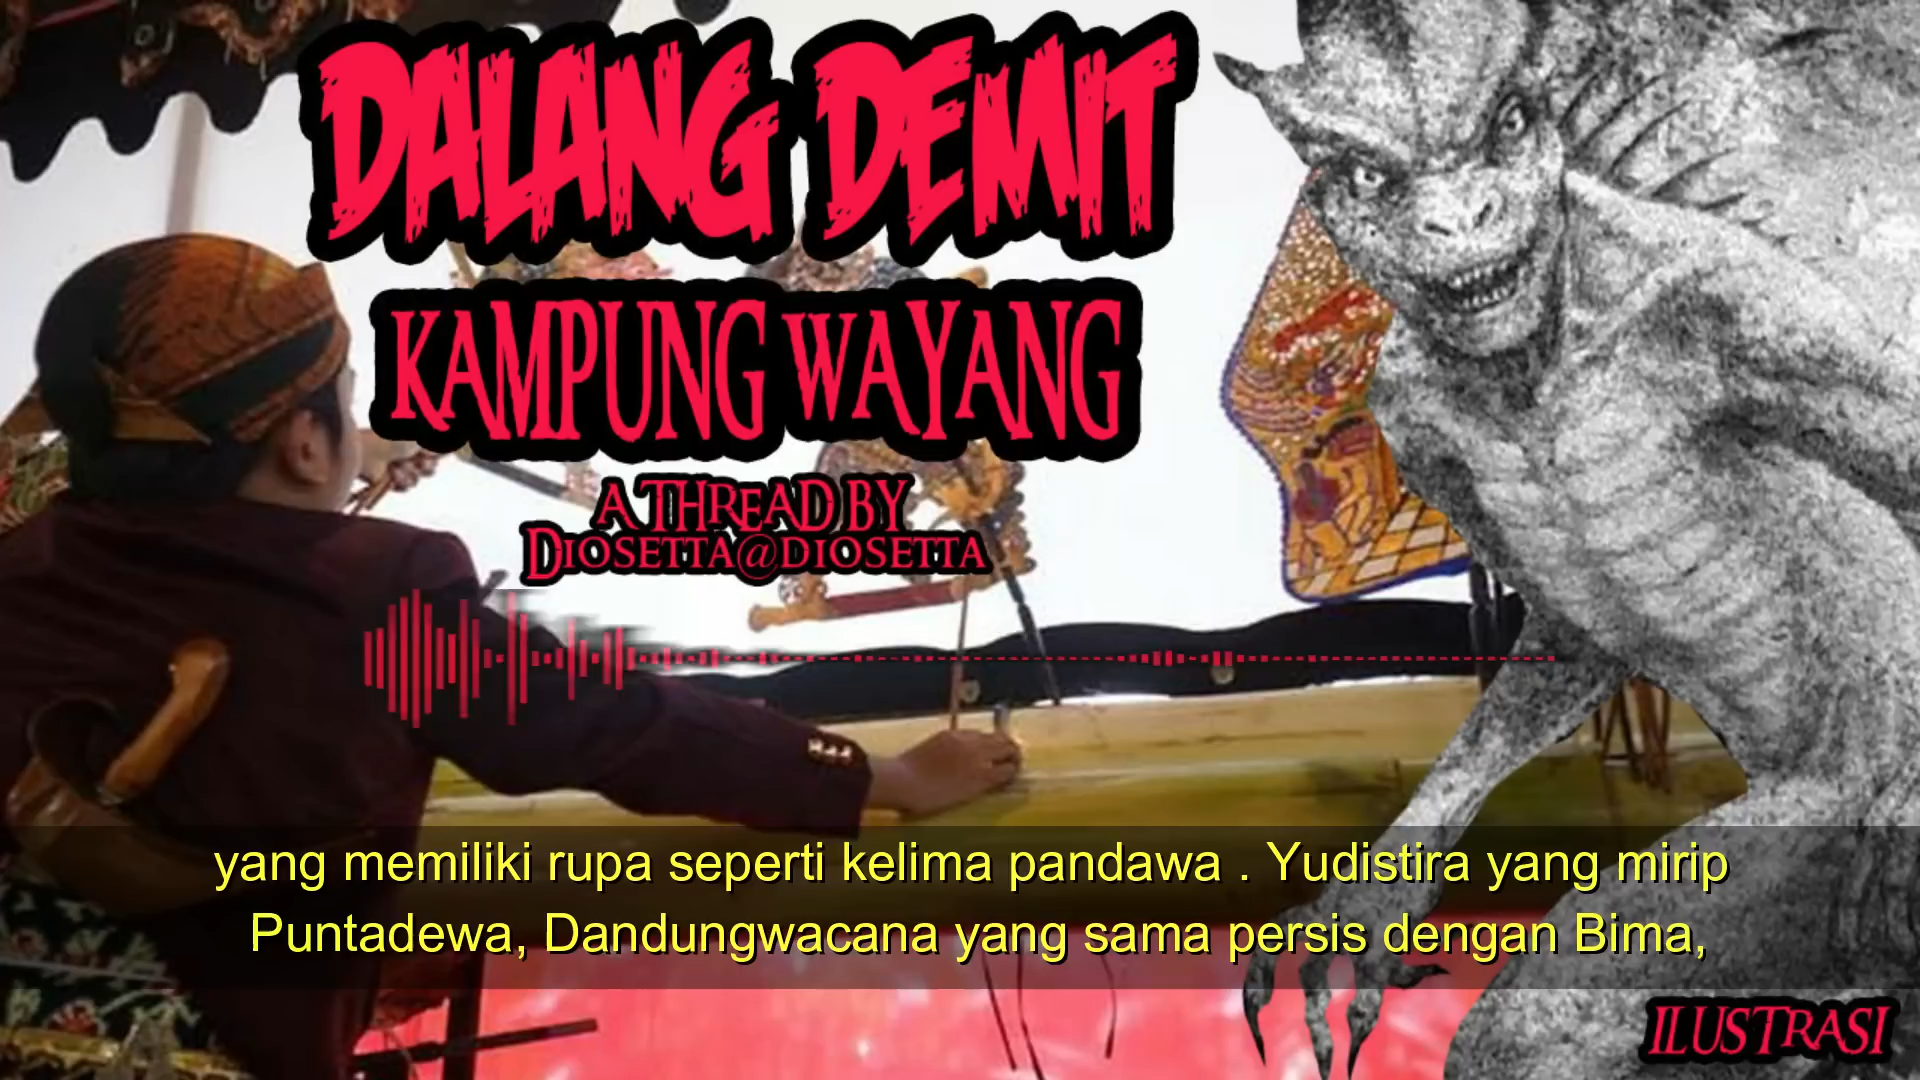 DALANG DEMIT
KAMPUNG WAYANG
A THREAD BY
DIOSETTA@DIOSETTA
yang memiliki rupa seperti kelima pandawa . Yudistira yang mirip
Puntadewa, Dandungwacana yang sama persis dengan Bima,
ILUSTRASI